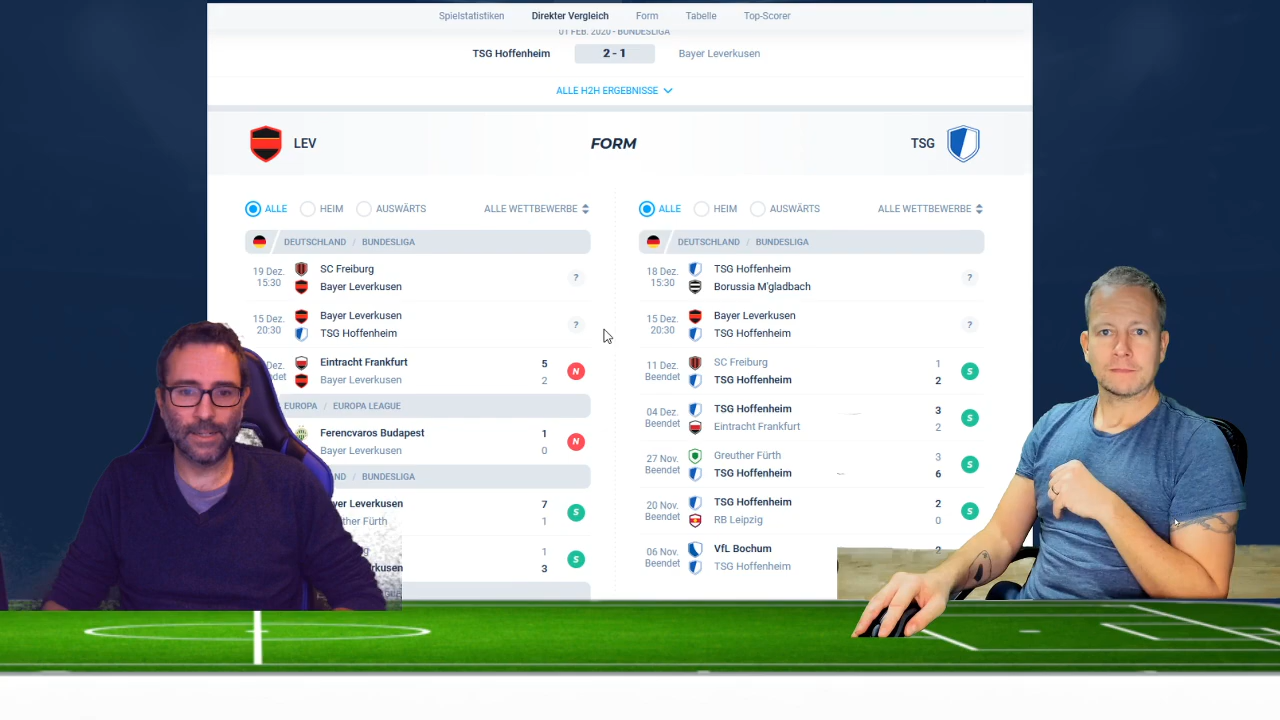 Spielstatistiken Direkter Vergleich Form Tabelle Top-Scorer
01 FEB. 2020 - BUNDESLIGA
TSG Hoffenheim 2 - 1 Bayer Leverkusen
ALLE H2H ERGEBNISSE
LEV FORM TSG
ALLE HEIM AUSWÄRTS ALLE WETTBEWERBE
DEUTSCHLAND / BUNDESLIGA
19 Dez. SC Freiburg
15:30 Bayer Leverkusen ?
15 Dez. Bayer Leverkusen
20:30 TSG Hoffenheim ?
Dez. Eintracht Frankfurt 5
Bayer Leverkusen 2 N
EUROPA / EUROPA LEAGUE
Ferencvaros Budapest 1
Bayer Leverkusen 0 N
BUNDESLIGA
Leverkusen 7
Fürth 1 S
1
3 S
ALLE HEIM AUSWÄRTS ALLE WETTBEWERBE
DEUTSCHLAND / BUNDESLIGA
18 Dez. TSG Hoffenheim
15:30 Borussia M'gladbach ?
15 Dez. Bayer Leverkusen
20:30 TSG Hoffenheim ?
11 Dez. SC Freiburg 1
Beendet TSG Hoffenheim 2 S
04 Dez. TSG Hoffenheim 3
Beendet Eintracht Frankfurt 2 S
27 Nov. Greuther Fürth 3
Beendet TSG Hoffenheim 6 S
20 Nov. TSG Hoffenheim 2
Beendet RB Leipzig 0 S
06 Nov. VfL Bochum 2
Beendet TSG Hoffenheim